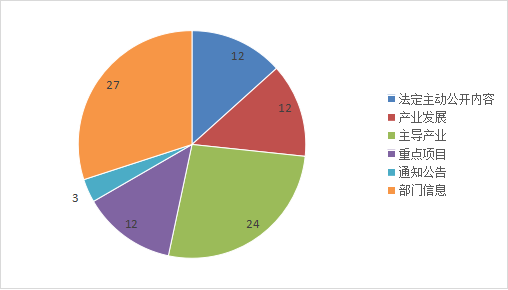 12
12
24
12
3
27
法定主动公开内容
产业发展
主导产业
重点项目
通知公告
部门信息